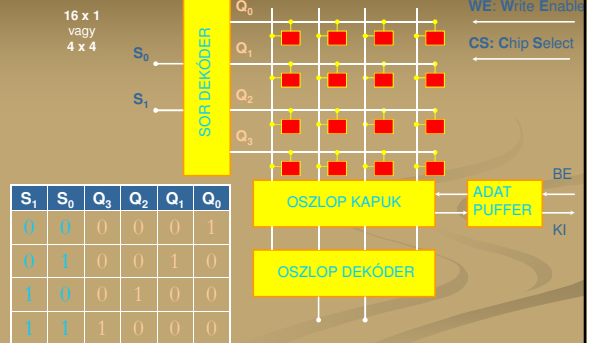 16 x 1
vagy
4 x 4
S0
S1
SOR DEKÓDER
Q0
Q1
Q2
Q3
WE: Write Enable
CS: Chip Select
OSZLOP KAPUK
ADAT
PUFFER
BE
KI
OSZLOP DEKÓDER
S1 S0 Q3 Q2 Q1 Q0
0 0 0 0 0 1
0 1 0 0 1 0
1 0 0 1 0 0
1 1 1 0 0 0